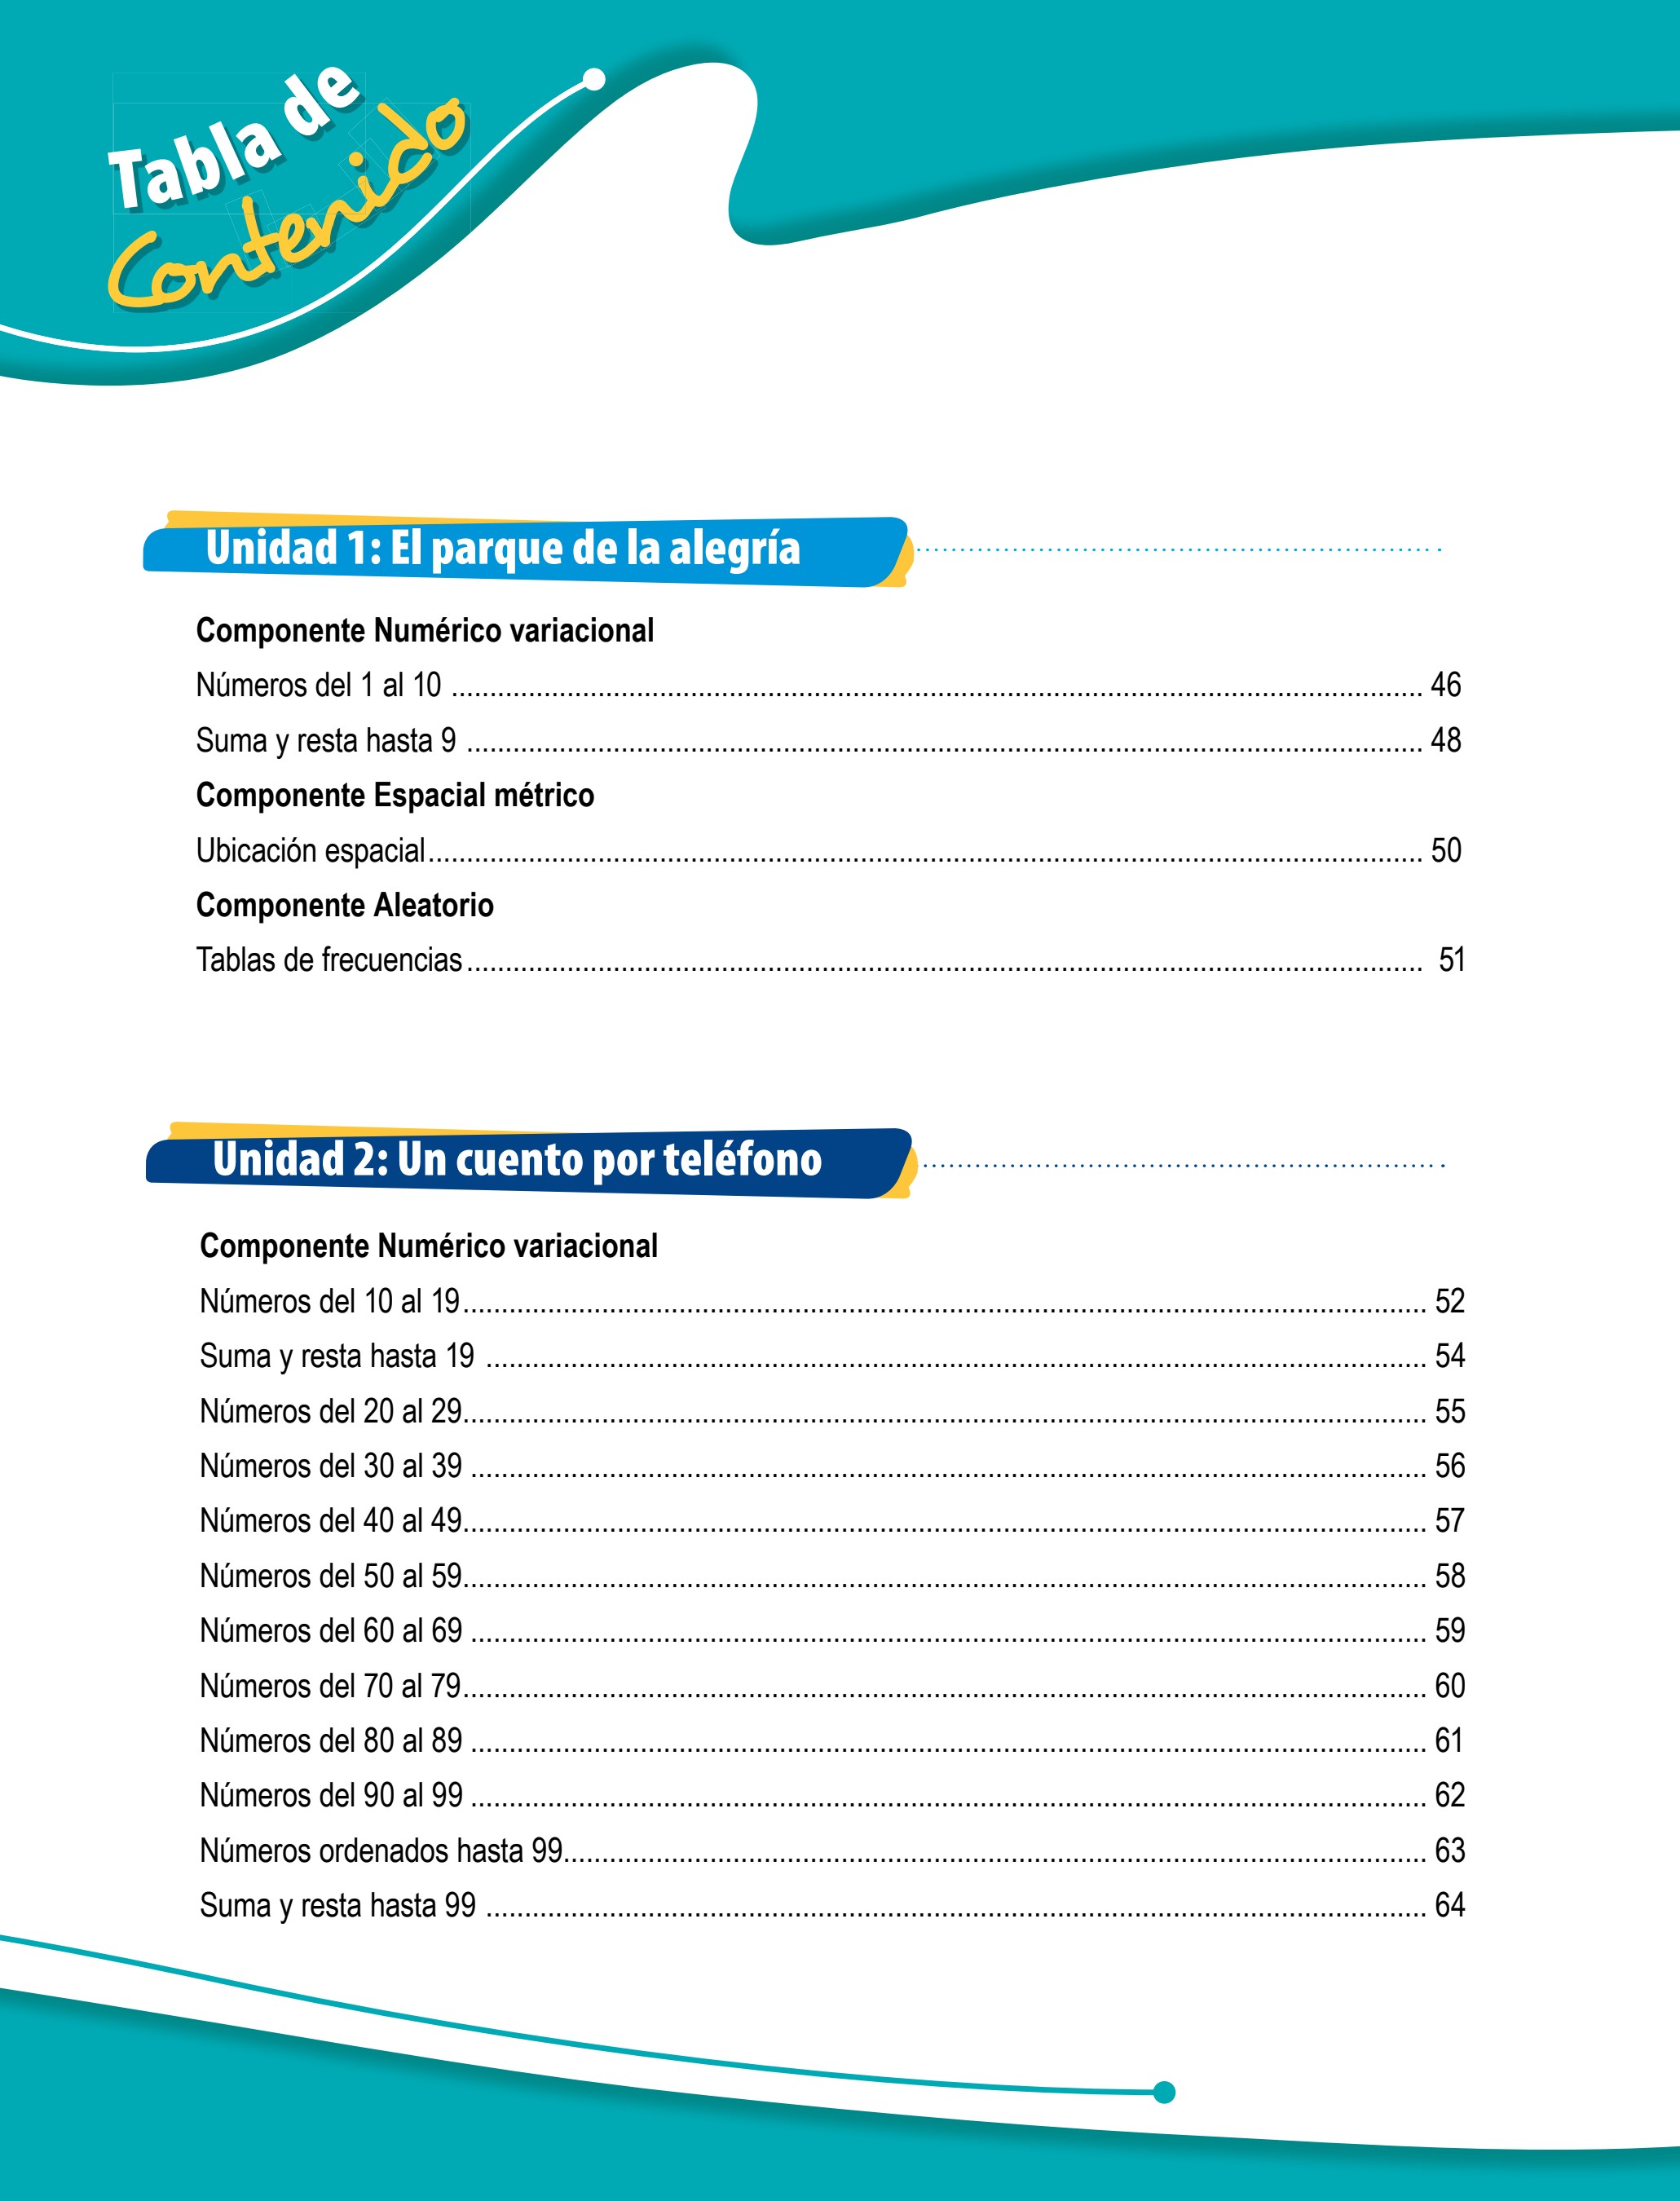 Tabla de
Contenido
Unidad 1: El parque de la alegría
Componente Numérico variacional
Números del 1 al 10 ........ 46
Suma y resta hasta 9 ........ 48
Componente Espacial métrico
Ubicación espacial ........ 50
Componente Aleatorio
Tablas de frecuencias ........ 51
Unidad 2: Un cuento por teléfono
Componente Numérico variacional
Números del 10 al 19 ........ 52
Suma y resta hasta 19 ........ 54
Números del 20 al 29 ........ 55
Números del 30 al 39 ........ 56
Números del 40 al 49 ........ 57
Números del 50 al 59 ........ 58
Números del 60 al 69 ........ 59
Números del 70 al 79 ........ 60
Números del 80 al 89 ........ 61
Números del 90 al 99 ........ 62
Números ordenados hasta 99 ........ 63
Suma y resta hasta 99 ........ 64